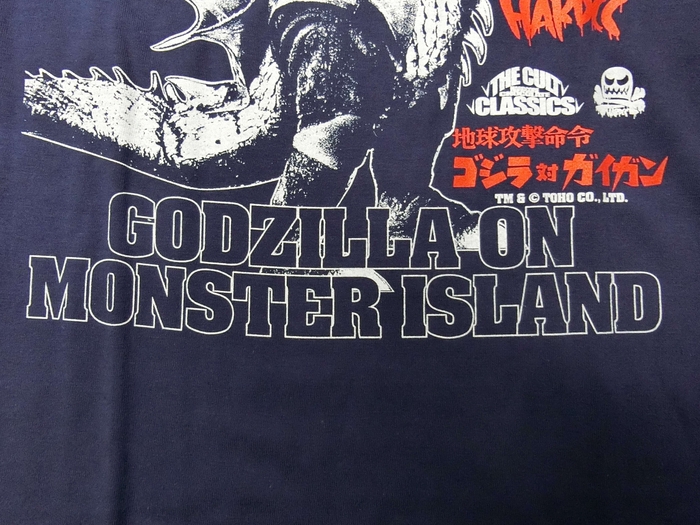 THE CULT
CLASSICS
地球攻撃命令
ゴジラ対ガイガン
TM & © TOHO CO., LTD.
GODZILLA ON
MONSTER ISLAND